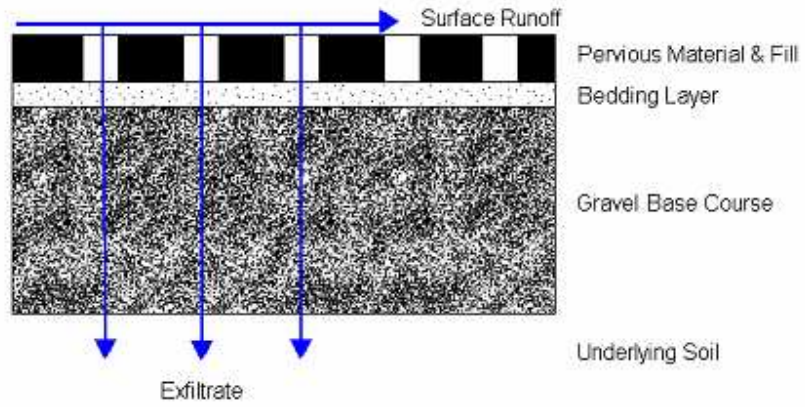 Surface Runoff
Pervious Material & Fill
Bedding Layer
Gravel Base Course
Underlying Soil
Exfiltrate